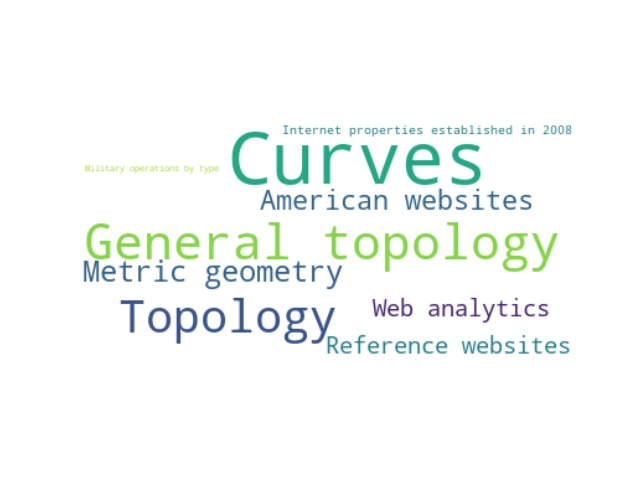 Internet properties established in 2008
Curves
Military operations by type
American websites
General topology
Metric geometry
Topology
Web analytics
Reference websites